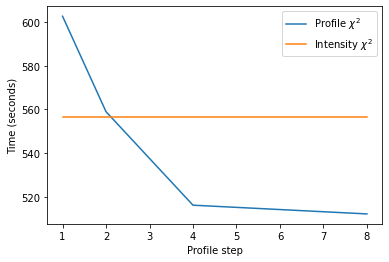 Profile χ²
Intensity χ²
600
580
560
540
520
Time (seconds)
1 2 3 4 5 6 7 8
Profile step